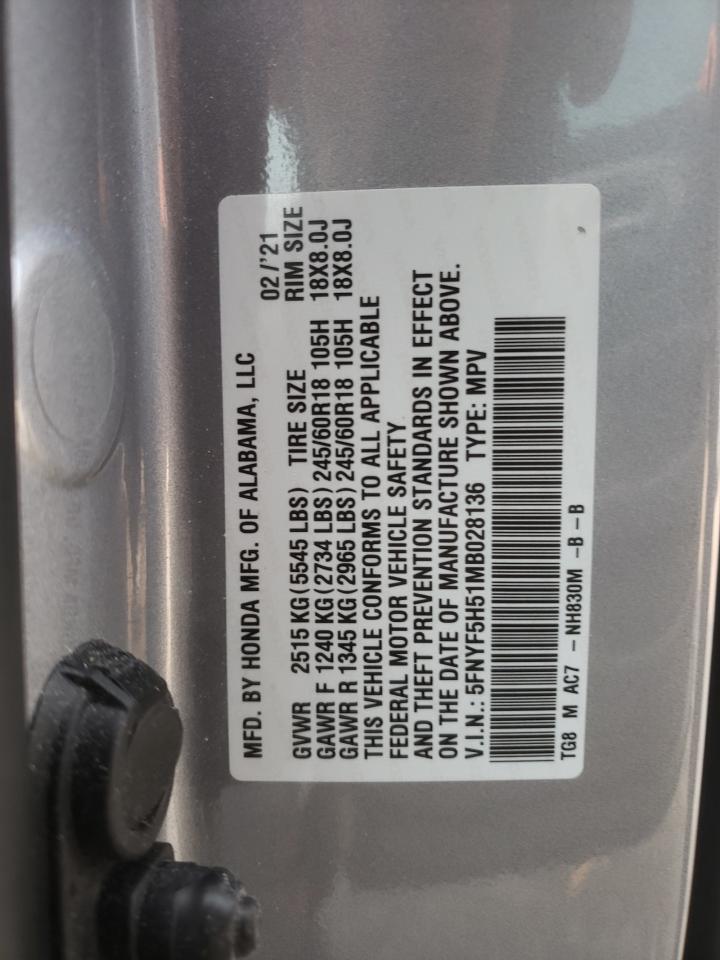 MFD. BY HONDA MFG. OF ALABAMA, LLC 02/'21
GVWR 2515 KG(5545 LBS) TIRE SIZE RIM SIZE
GAWR F 1240 KG(2734 LBS)245/60R18 105H 18X8.0J
GAWR R 1345 KG(2965 LBS)245/60R18 105H 18X8.0J
THIS VEHICLE CONFORMS TO ALL APPLICABLE
FEDERAL MOTOR VEHICLE SAFETY
AND THEFT PREVENTION STANDARDS IN EFFECT
ON THE DATE OF MANUFACTURE SHOWN ABOVE.
V.I.N.: 5FNYF5H51MB028136 TYPE: MPV
TG8 M AC7 – NH830M –B –B